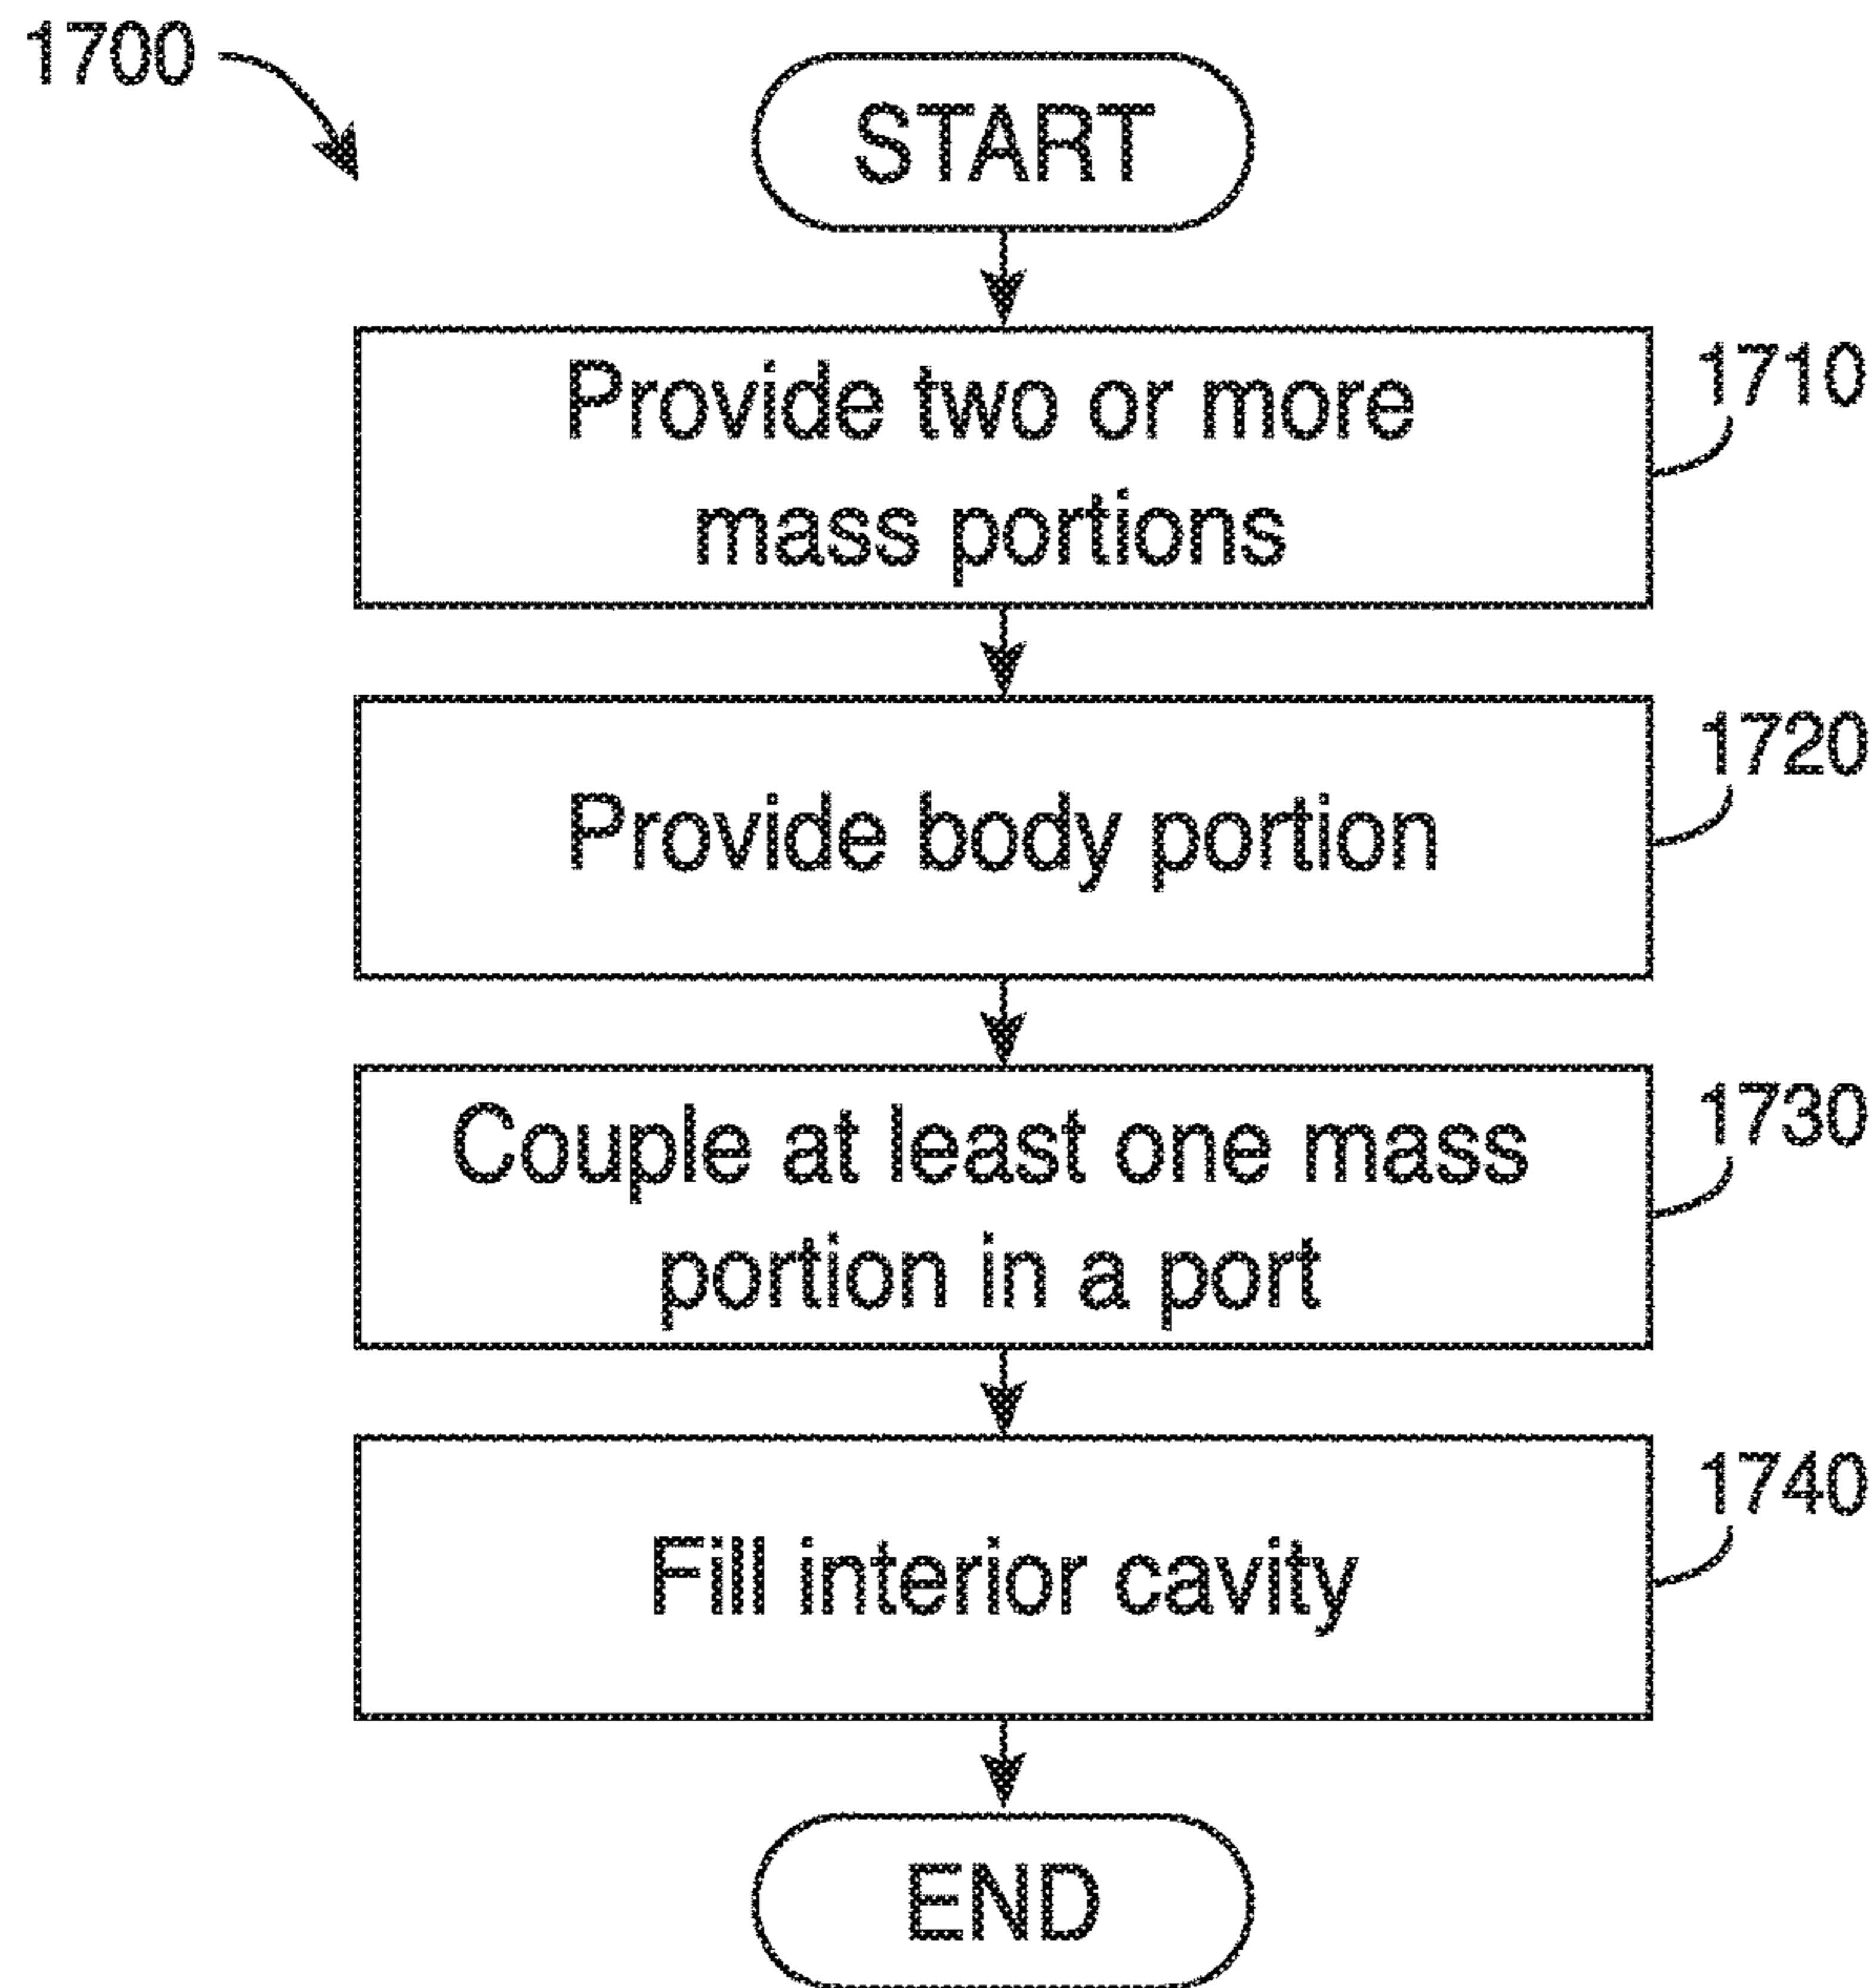 1700
START
Provide two or more
mass portions
1710
Provide body portion
1720
Couple at least one mass
portion in a port
1730
Fill interior cavity
1740
END